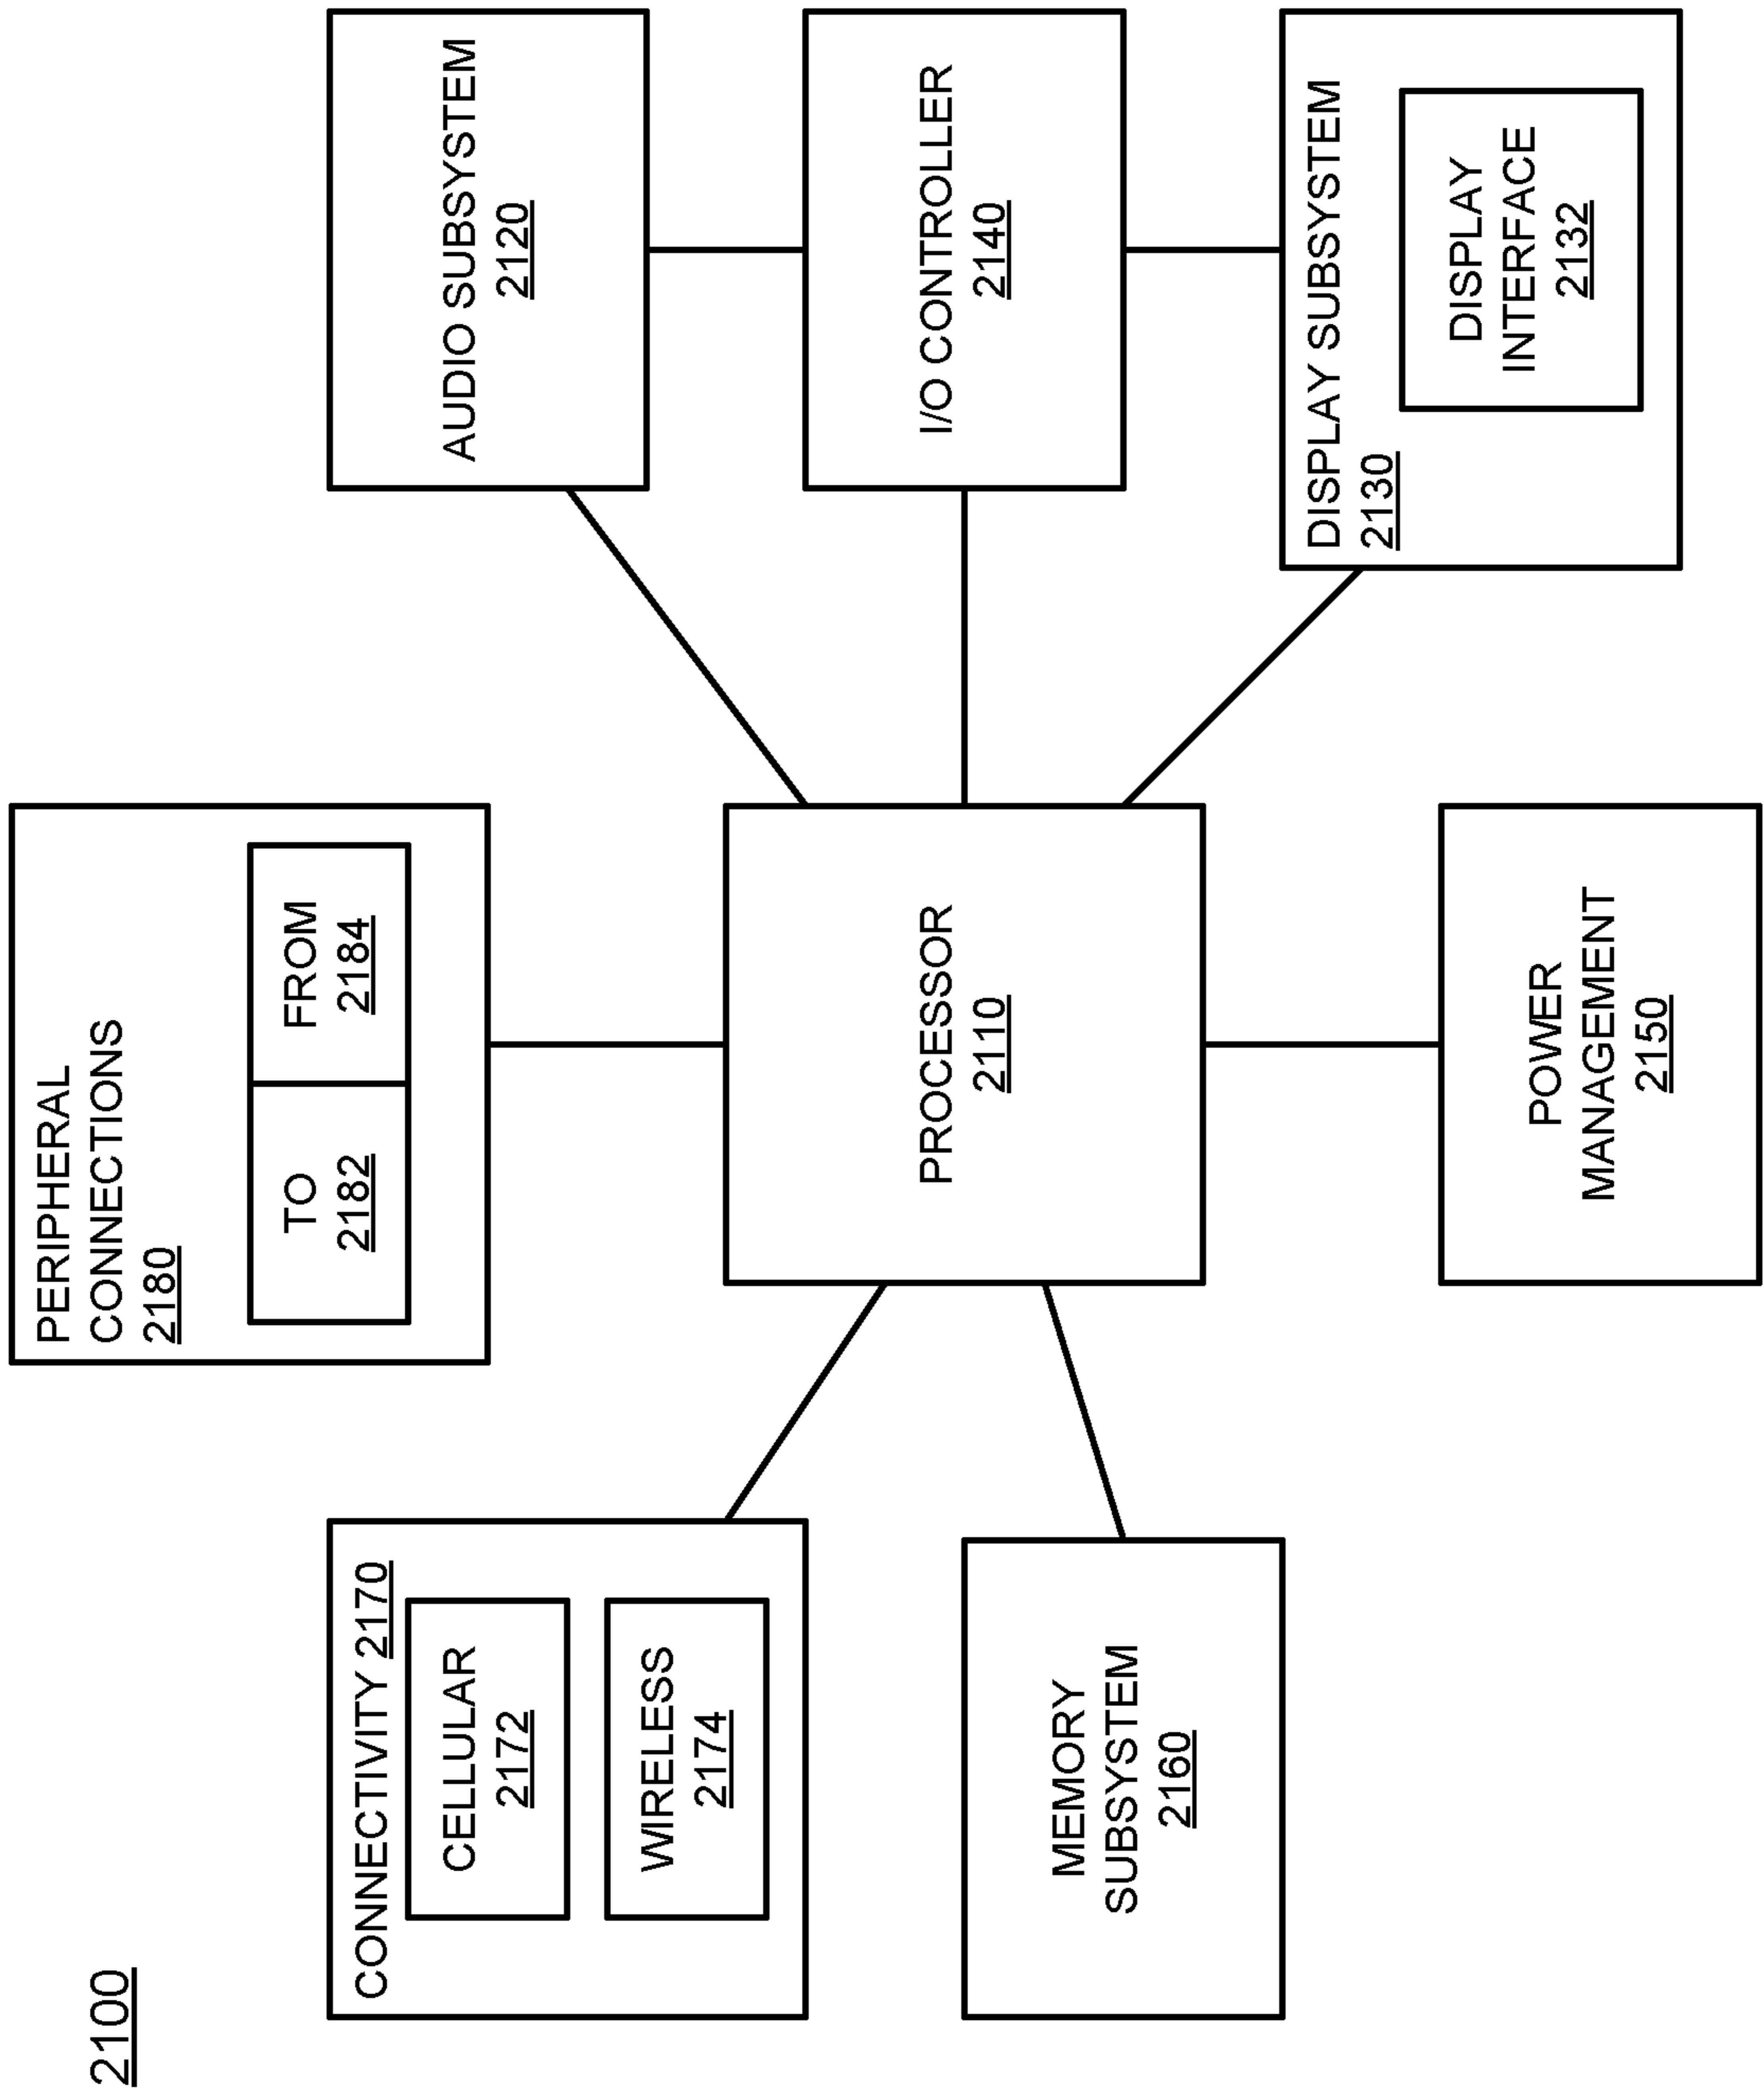 2100
PERIPHERAL
CONNECTIONS
2180
TO
2182
FROM
2184
CONNECTIVITY 2170
CELLULAR
2172
WIRELESS
2174
AUDIO SUBSYSTEM
2120
PROCESSOR
2110
I/O CONTROLLER
2140
MEMORY
SUBSYSTEM
2160
DISPLAY SUBSYSTEM
2130
DISPLAY
INTERFACE
2132
POWER
MANAGEMENT
2150